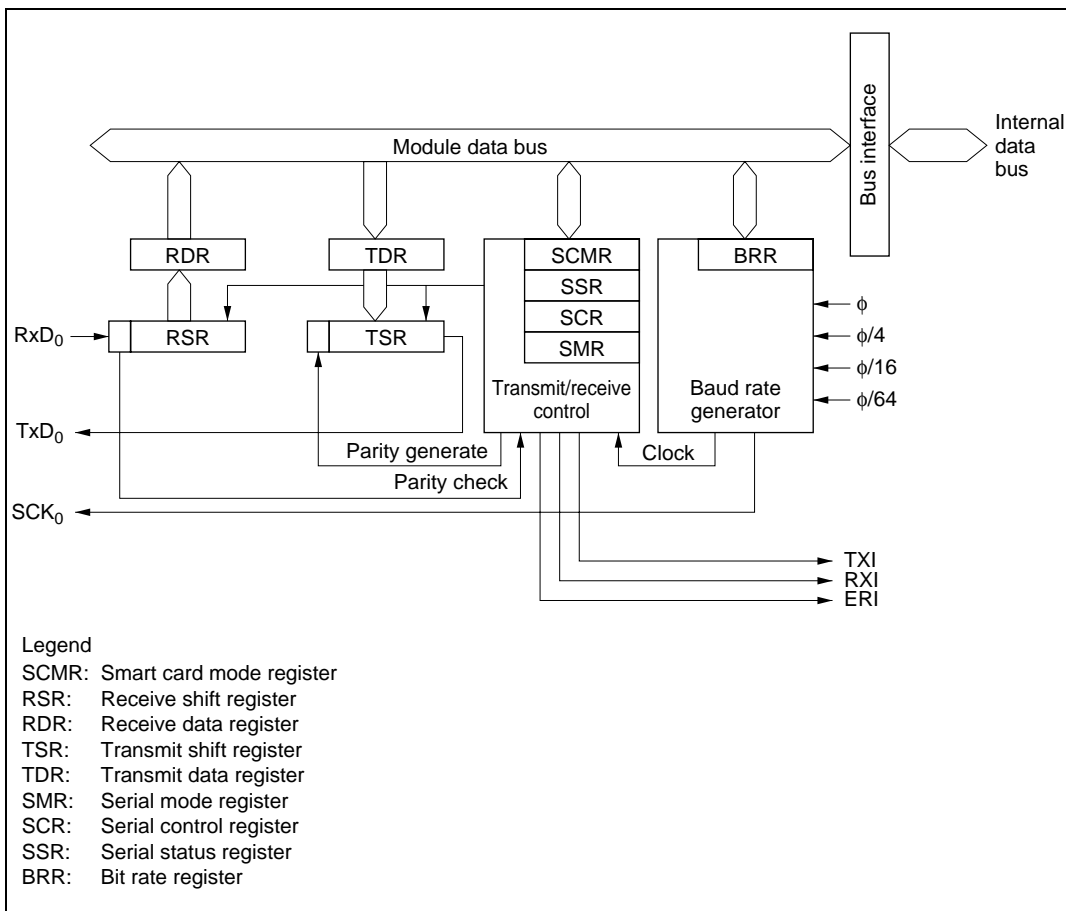 Bus interface
Internal
data
bus
Module data bus
RDR
TDR
SCMR
BRR
SSR
SCR
SMR
RxD0
RSR
TSR
ϕ
ϕ/4
ϕ/16
ϕ/64
Transmit/receive
control
Baud rate
generator
TxD0
Parity generate
Clock
Parity check
SCK0
TXI
RXI
ERI
Legend
SCMR: Smart card mode register
RSR: Receive shift register
RDR: Receive data register
TSR: Transmit shift register
TDR: Transmit data register
SMR: Serial mode register
SCR: Serial control register
SSR: Serial status register
BRR: Bit rate register